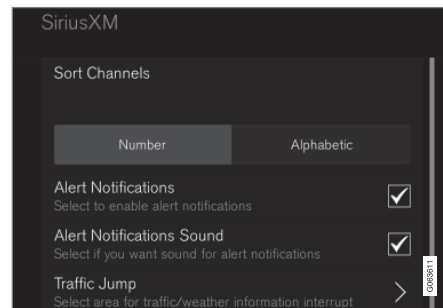 SiriusXM
Sort Channels
Number
Alphabetic
Alert Notifications
Select to enable alert notifications
Alert Notifications Sound
Select if you want sound for alert notifications
Traffic Jump
Select area for traffic/weather information interrupt
G063611